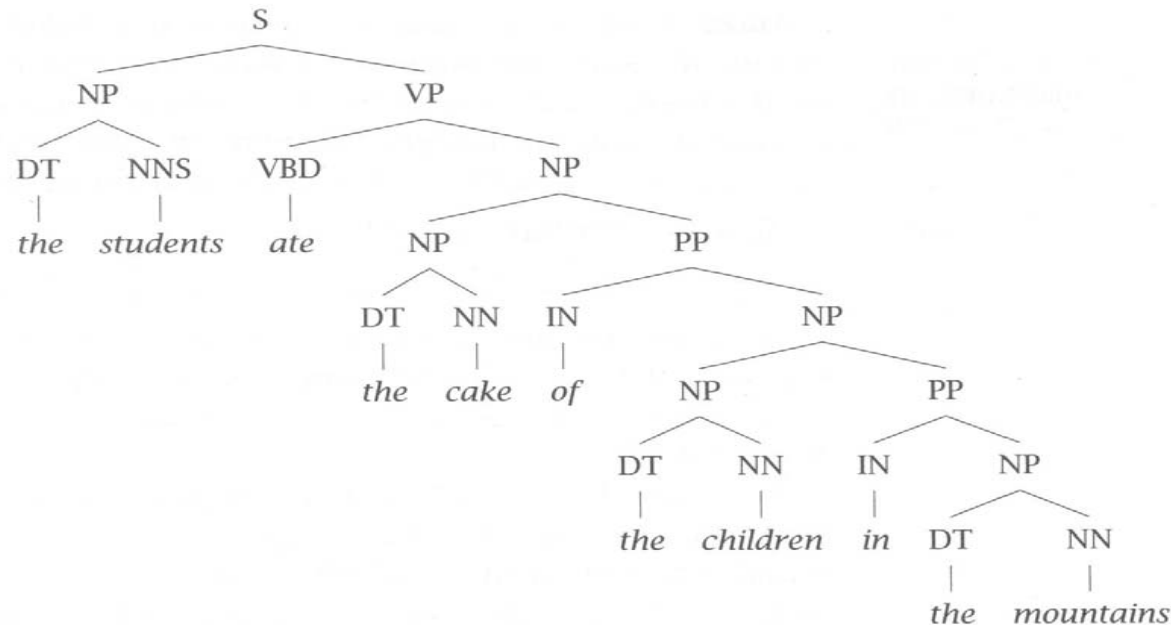 S
NP VP
DT NNS VBD NP
the students ate NP PP
DT NN IN NP
the cake of NP PP
DT NN IN NP
the children in DT NN
the mountains